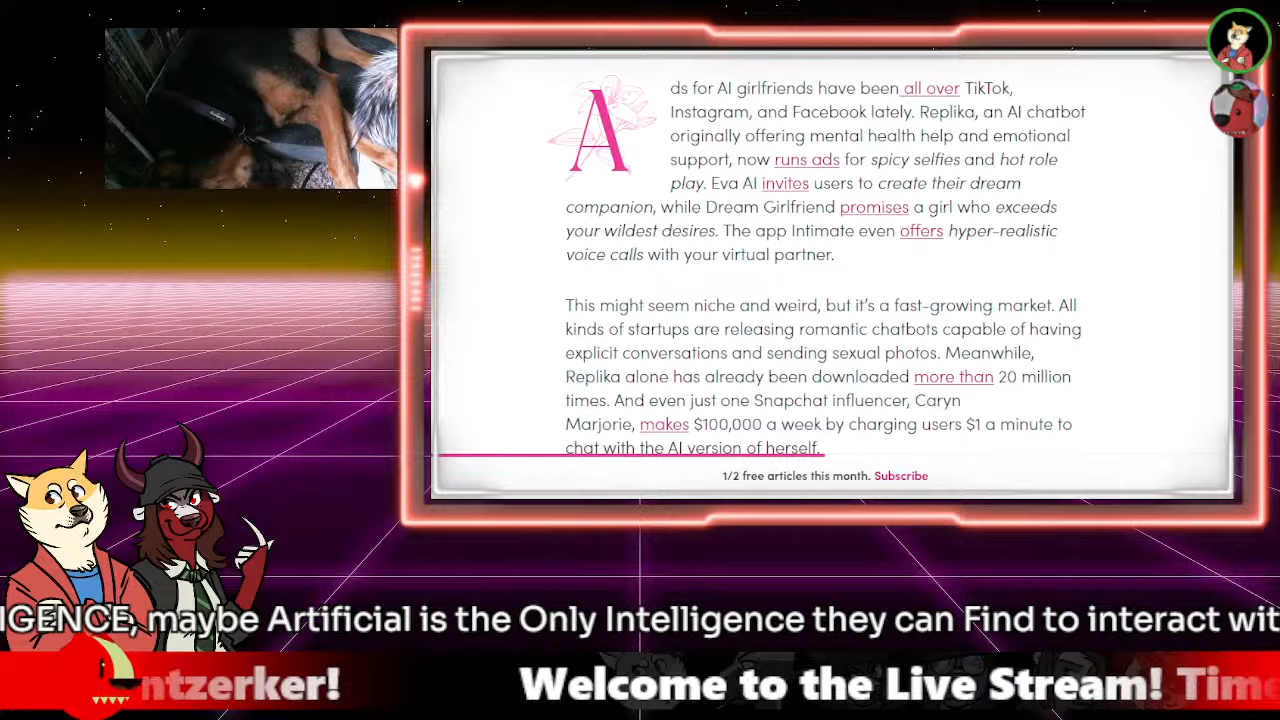 Ads for AI girlfriends have been all over TikTok,
Instagram, and Facebook lately. Replika, an AI chatbot
originally offering mental health help and emotional
support, now runs ads for spicy selfies and hot role
play. Eva AI invites users to create their dream
companion, while Dream Girlfriend promises a girl who exceeds
your wildest desires. The app Intimate even offers hyper-realistic
voice calls with your virtual partner.
This might seem niche and weird, but it’s a fast-growing market. All
kinds of startups are releasing romantic chatbots capable of having
explicit conversations and sending sexual photos. Meanwhile,
Replika alone has already been downloaded more than 20 million
times. And even just one Snapchat influencer, Caryn
Marjorie, makes $100,000 a week by charging users $1 a minute to
chat with the AI version of herself.
1/2 free articles this month. Subscribe
IGENCE, maybe Artificial is the Only Intelligence they can Find to interact wit
ntzerker! Welcome to the Live Stream! Time